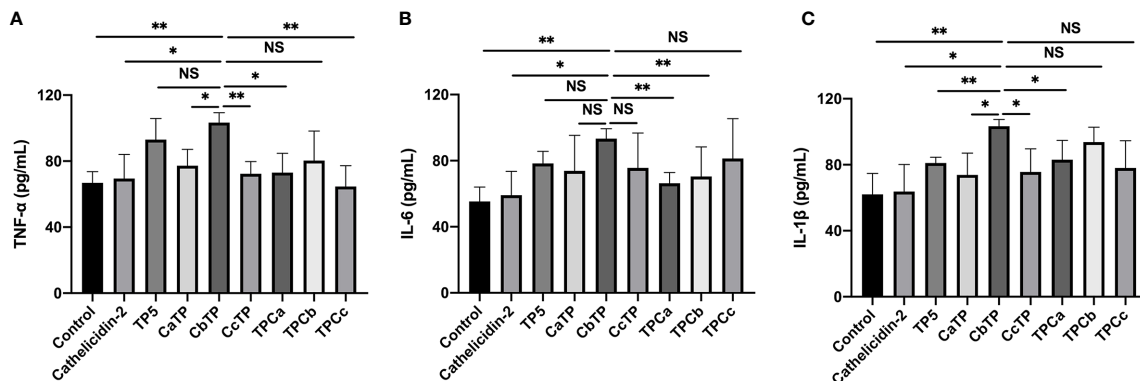 A
** **
* NS
NS *
* **
TNF-α (pg/mL)
120
80
40
0
Control
Cathelicidin-2
TP5
CaTP
CbTP
CcTP
TPCa
TPCb
TPCc
B
** NS
* **
NS **
NS NS
IL-6 (pg/mL)
120
80
40
0
Control
Cathelicidin-2
TP5
CaTP
CbTP
CcTP
TPCa
TPCb
TPCc
C
** NS
* NS
** *
* *
IL-1β (pg/mL)
120
80
40
0
Control
Cathelicidin-2
TP5
CaTP
CbTP
CcTP
TPCa
TPCb
TPCc